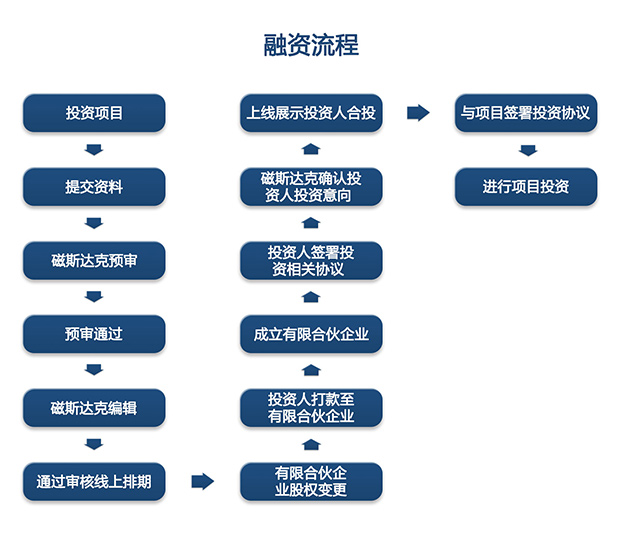 融资流程
投资项目
提交资料
磁斯达克预审
预审通过
磁斯达克编辑
通过审核线上排期
有限合伙企
业股权变更
投资人打款至
有限合伙企业
成立有限合伙企业
投资人签署投
资相关协议
磁斯达克确认投
资人投资意向
上线展示投资人合投
与项目签署投资协议
进行项目投资